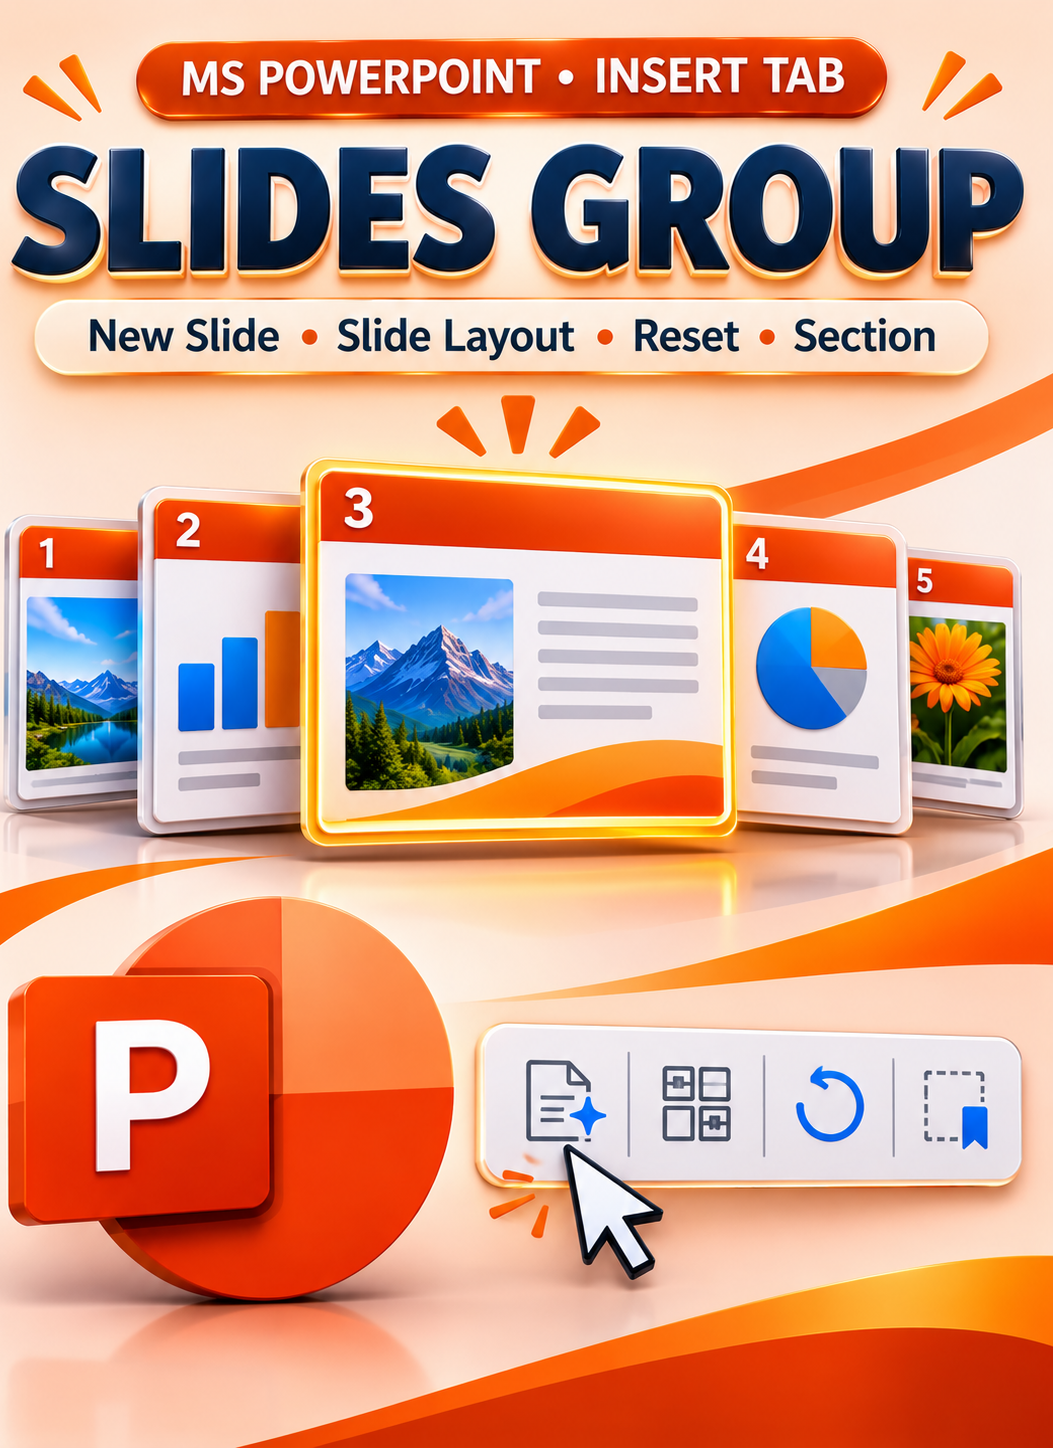 MS POWERPOINT • INSERT TAB
SLIDES GROUP
New Slide • Slide Layout • Reset • Section
1
2
3
4
5
P